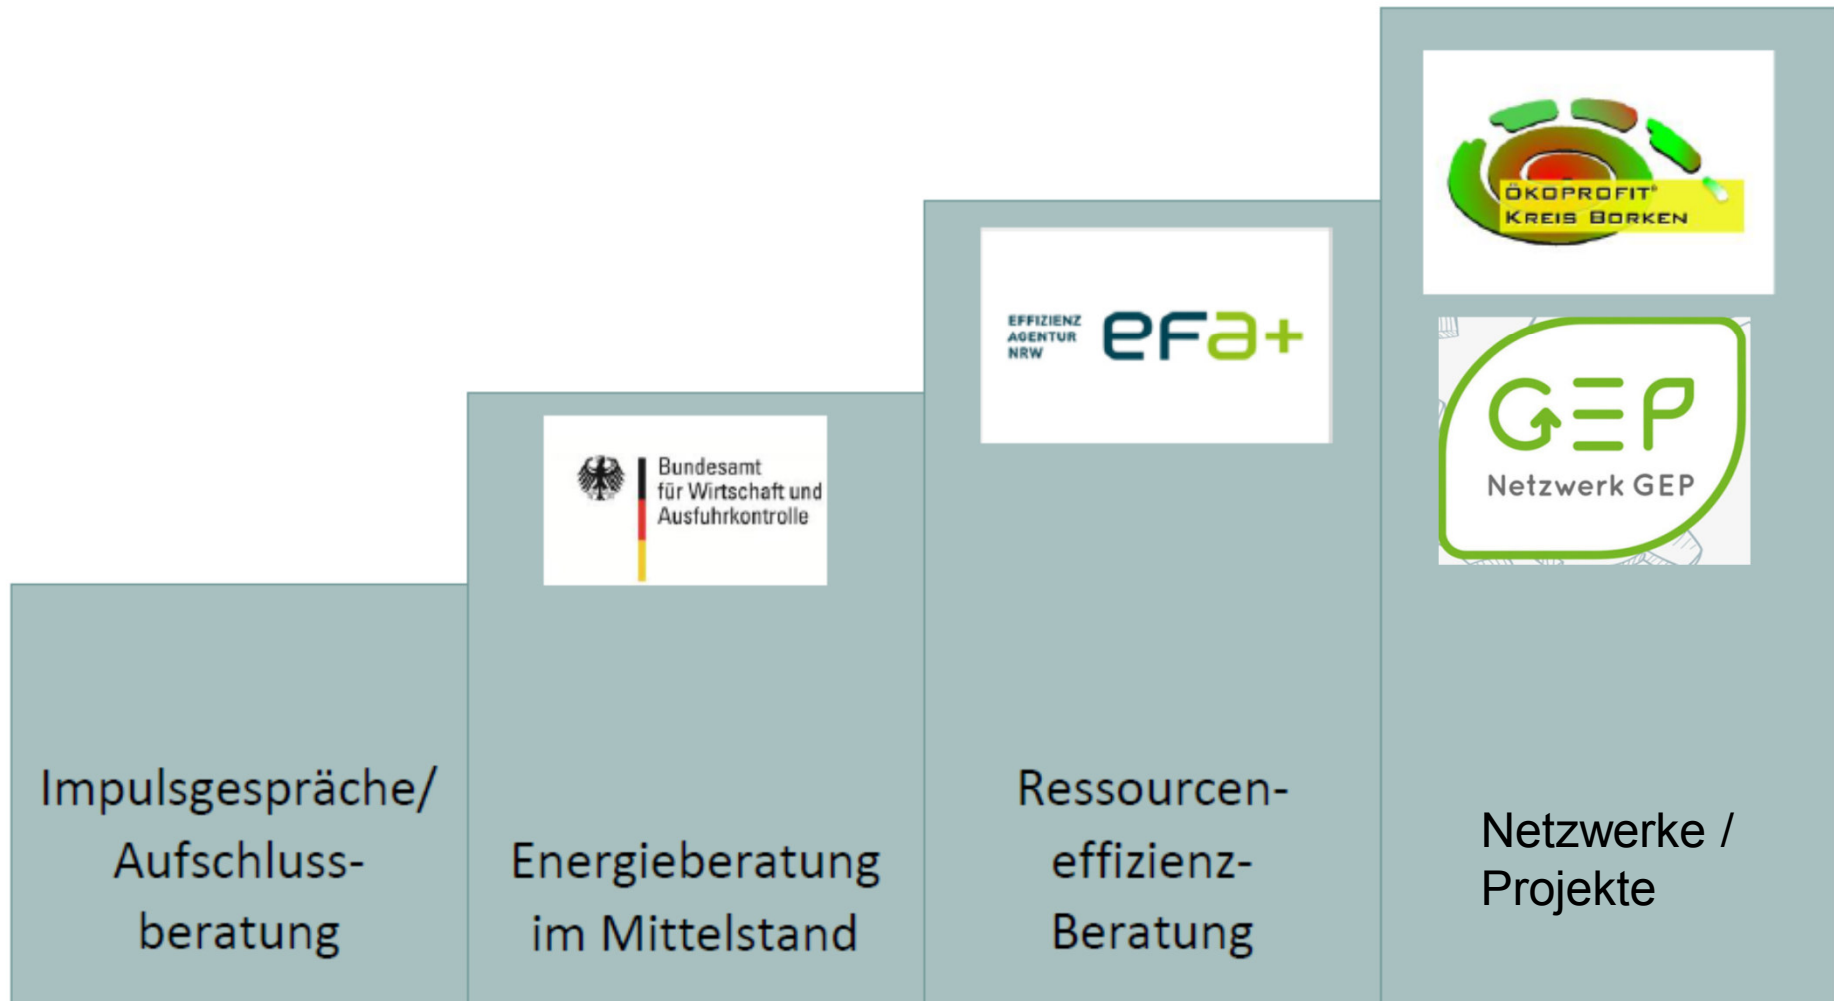 Impulsgespräche/
Aufschluss-
beratung
Bundesamt
für Wirtschaft und
Ausfuhrkontrolle
Energieberatung
im Mittelstand
EFFIZIENZ
AGENTUR
NRW
efa+
Ressourcen-
effizienz-
Beratung
ÖKOPROFIT®
KREIS BORKEN
GEP
Netzwerk GEP
Netzwerke /
Projekte